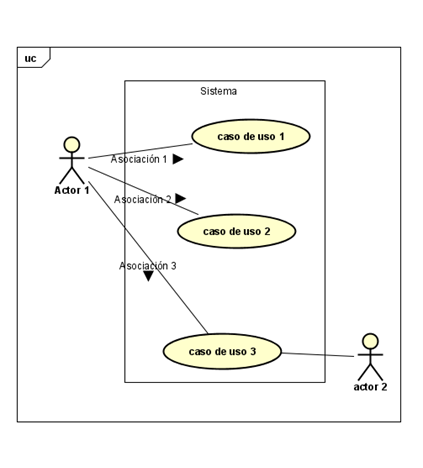 uc
Sistema
caso de uso 1
Asociación 1
Actor 1
Asociación 2
caso de uso 2
Asociación 3
caso de uso 3
actor 2